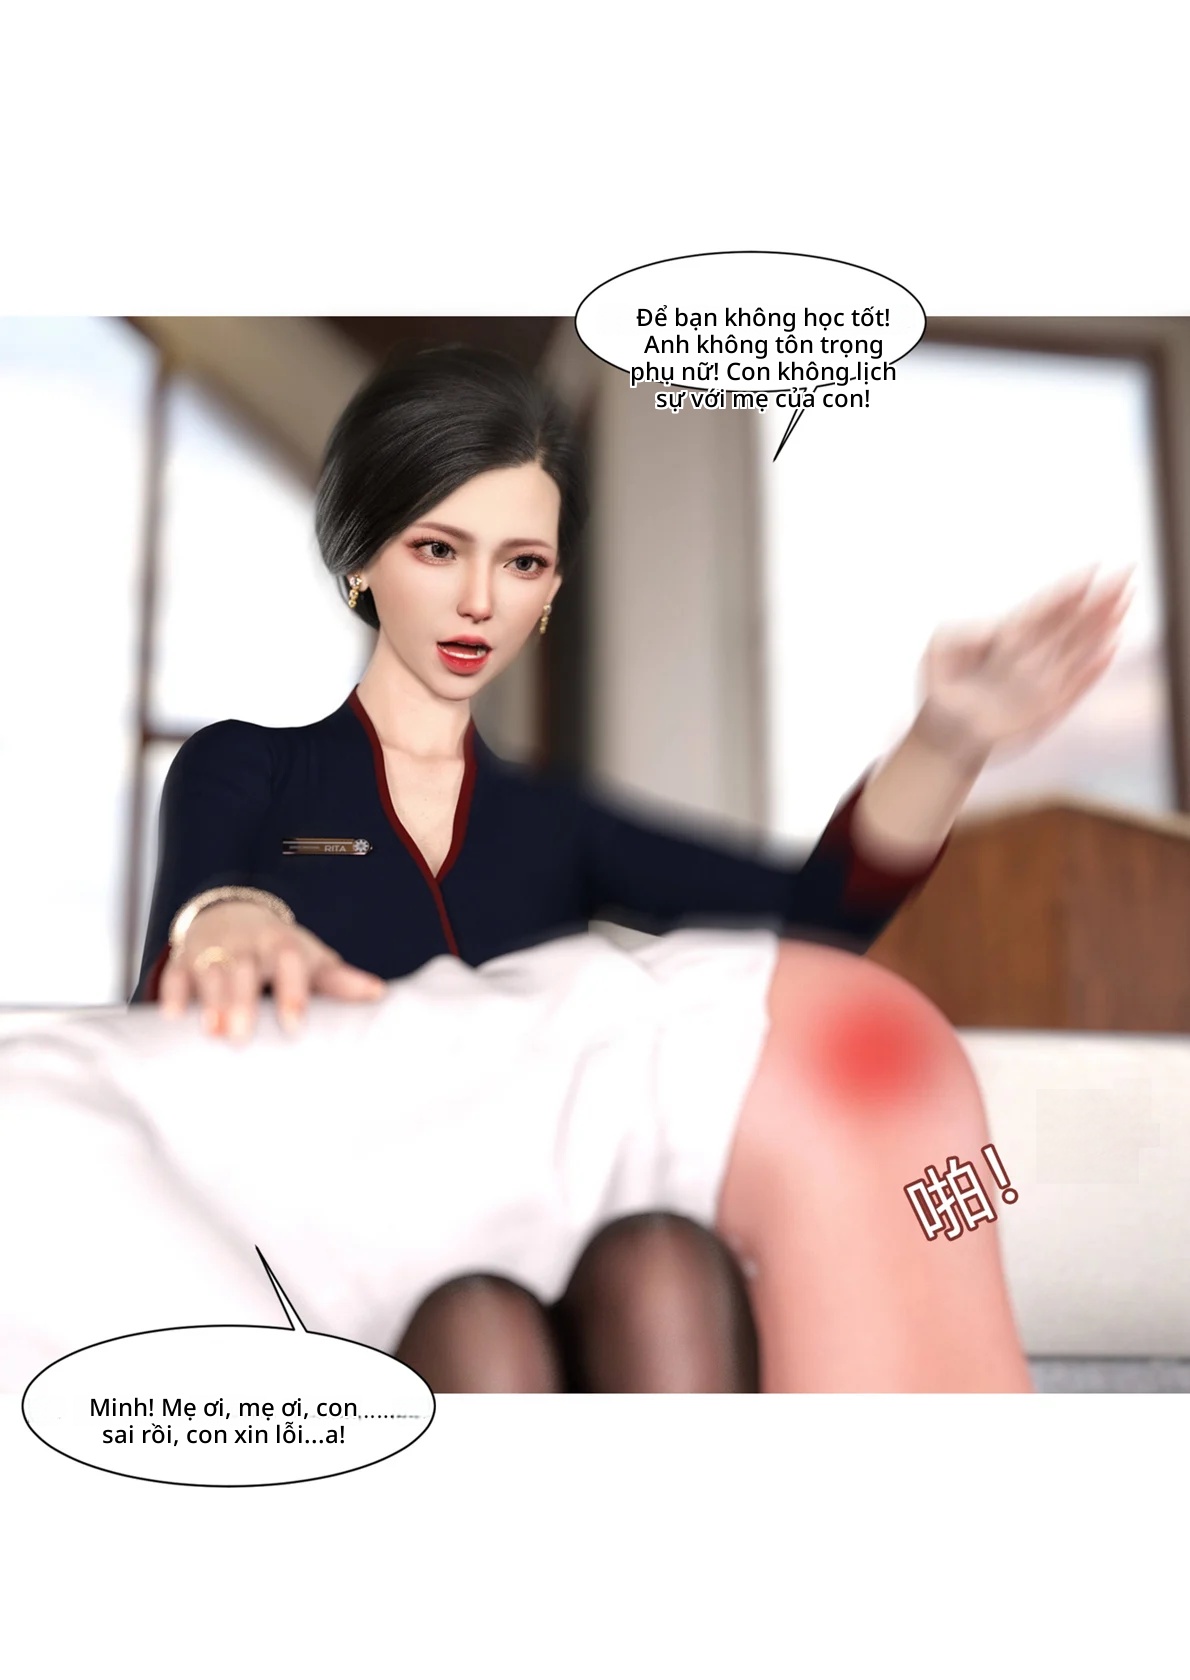 Để bạn không học tốt!
Anh không tôn trọng
phụ nữ! Con không lịch
sự với mẹ của con!
RITA
啪!
Minh! Mẹ ơi, mẹ ơi, con......
sai rồi, con xin lỗi...a!